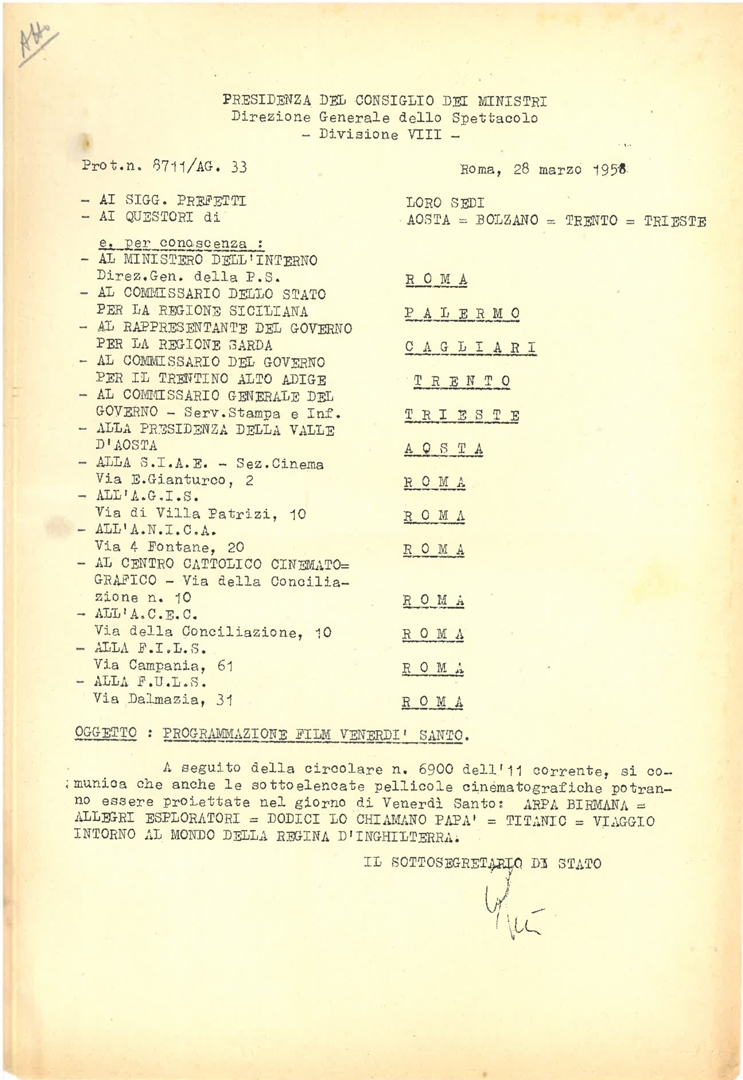 Atto
PRESIDENZA DEL CONSIGLIO DEI MINISTRI
Direzione Generale dello Spettacolo
- Divisione VIII -
Prot.n. 8711/AG. 33 Roma, 28 marzo 1958
- AI SIGG. PREFETTI LORO SEDI
- AI QUESTORI di AOSTA = BOLZANO = TRENTO = TRIESTE
e, per conoscenza :
- AL MINISTERO DELL'INTERNO
Direz.Gen. della P.S. R O M A
- AL COMMISSARIO DELLO STATO
PER LA REGIONE SICILIANA P A L E R M O
- AL RAPPRESENTANTE DEL GOVERNO
PER LA REGIONE SARDA C A G L I A R I
- AL COMMISSARIO DEL GOVERNO
PER IL TRENTINO ALTO ADIGE T R E N T O
- AL COMMISSARIO GENERALE DEL
GOVERNO - Serv.Stampa e Inf. T R I E S T E
- ALLA PRESIDENZA DELLA VALLE
D'AOSTA A O S T A
- ALLA S.I.A.E. - Sez.Cinema
Via E.Gianturco, 2 R O M A
- ALL'A.G.I.S.
Via di Villa Patrizi, 10 R O M A
- ALL'A.N.I.C.A.
Via 4 Fontane, 20 R O M A
- AL CENTRO CATTOLICO CINEMATO=
GRAFICO - Via della Concilia-
zione n. 10 R O M A
- ALL'A.C.E.C.
Via della Conciliazione, 10 R O M A
- ALLA F.I.L.S.
Via Campania, 61 R O M A
- ALLA F.U.L.S.
Via Dalmazia, 31 R O M A
OGGETTO : PROGRAMMAZIONE FILM VENERDI' SANTO.
A seguito della circolare n. 6900 dell'11 corrente, si co-
munica che anche le sottoelencate pellicole cinematografiche potran-
no essere proiettate nel giorno di Venerdì Santo: ARPA BIRMANA =
ALLEGRI ESPLORATORI = DODICI LO CHIAMANO PAPA' = TITANIC = VIAGGIO
INTORNO AL MONDO DELLA REGINA D'INGHILTERRA.
IL SOTTOSEGRETARIO DI STATO